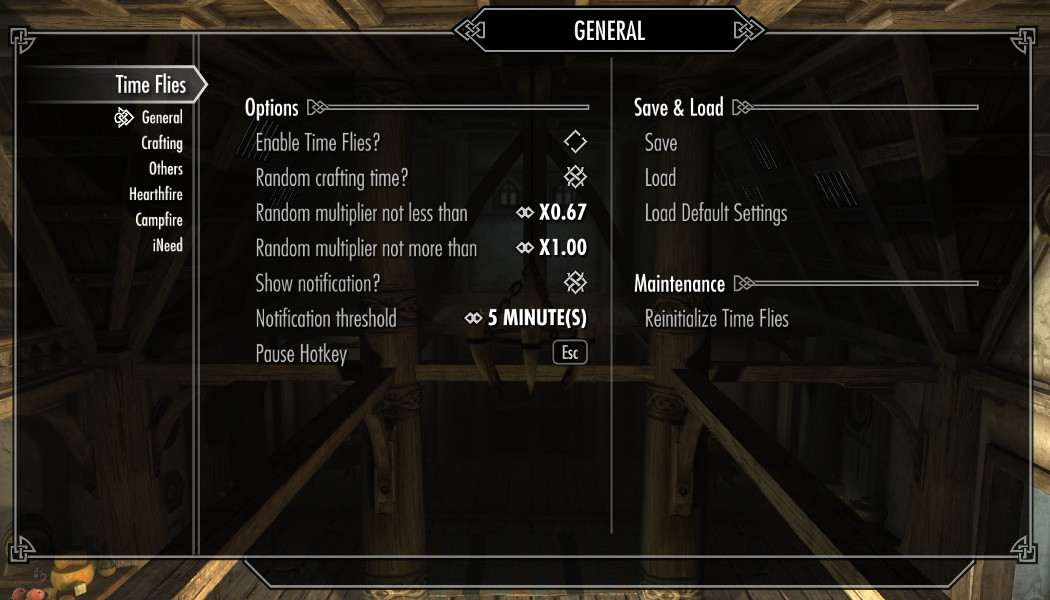 GENERAL
Time Flies
General
Crafting
Others
Hearthfire
Campfire
iNeed
Options
Enable Time Flies?
Random crafting time?
Random multiplier not less than X0.67
Random multiplier not more than X1.00
Show notification?
Notification threshold 5 MINUTE(S)
Pause Hotkey Esc
Save & Load
Save
Load
Load Default Settings
Maintenance
Reinitialize Time Flies